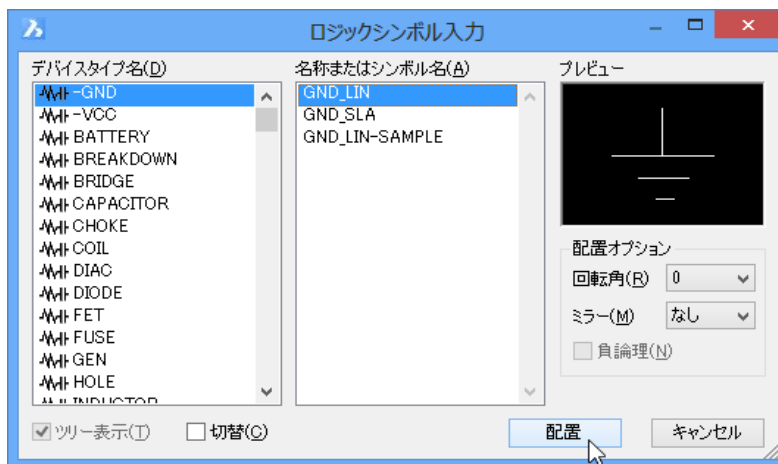 ロジックシンボル入力
デバイスタイプ名(D)
-GND
-VCC
BATTERY
BREAKDOWN
BRIDGE
CAPACITOR
CHOKE
COIL
DIAC
DIODE
FET
FUSE
GEN
HOLE
INDUCTOR
名称またはシンボル名(A)
GND_LIN
GND_SLA
GND_LIN-SAMPLE
プレビュー
配置オプション
回転角(R) 0
ミラー(M) なし
負論理(N)
ツリー表示(T) 切替(C) 配置 キャンセル